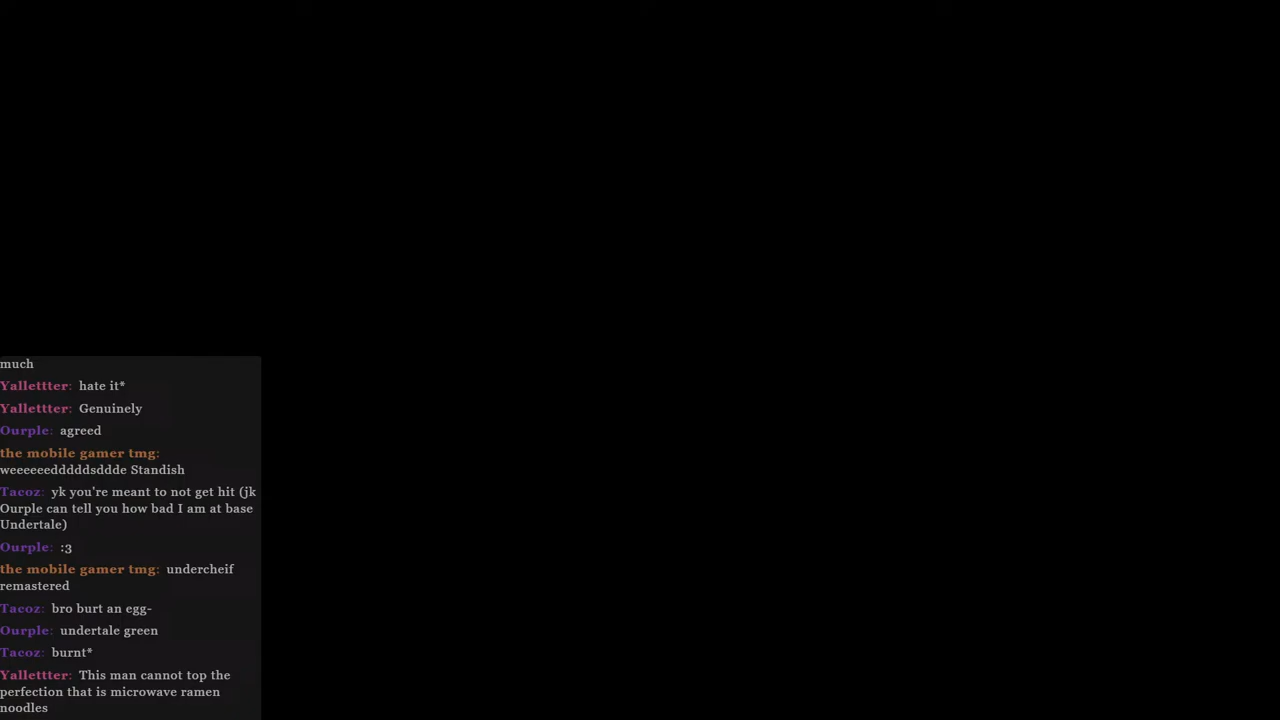 much
Yallettter: hate it*
Yallettter: Genuinely
Ourple: agreed
the mobile gamer tmg:
weeeeeedddddsddde Standish
Tacoz: yk you're meant to not get hit (jk
Ourple can tell you how bad I am at base
Undertale)
Ourple: :3
the mobile gamer tmg: undercheif
remastered
Tacoz: bro burt an egg-
Ourple: undertale green
Tacoz: burnt*
Yallettter: This man cannot top the
perfection that is microwave ramen
noodles